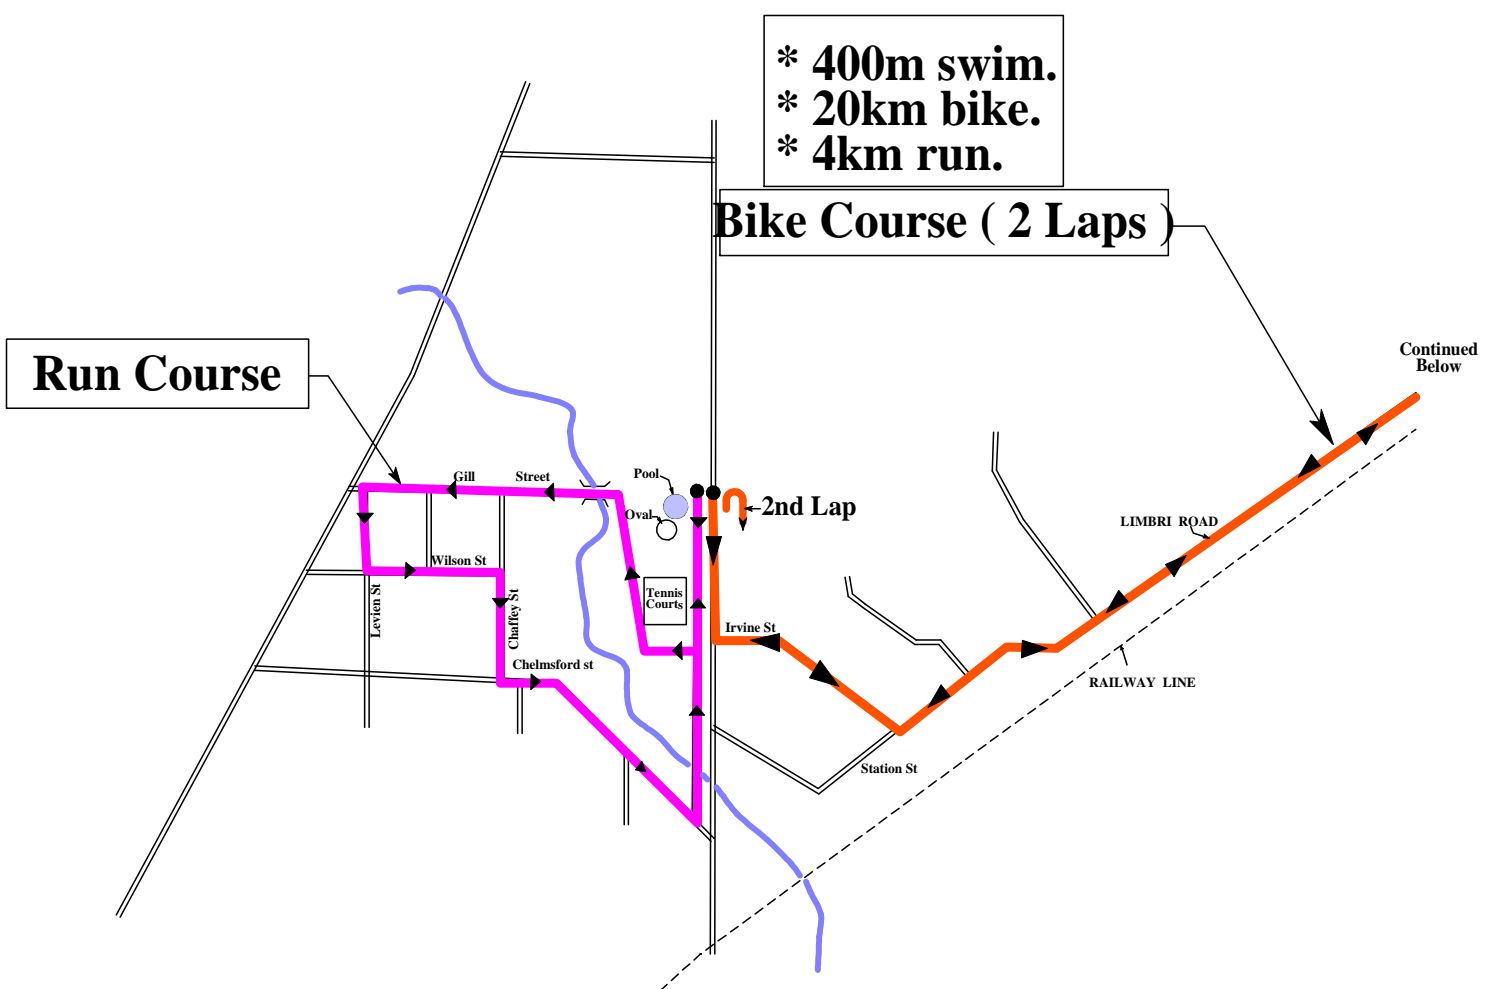 * 400m swim.
* 20km bike.
* 4km run.
Bike Course ( 2 Laps )
Continued
Below
Run Course
Gill Street
Pool
2nd Lap
Oval
LIMBRI ROAD
Wilson St
Tennis
Courts
Levien St
Chaffey St
Irvine St
Chelmsford st
RAILWAY LINE
Station St